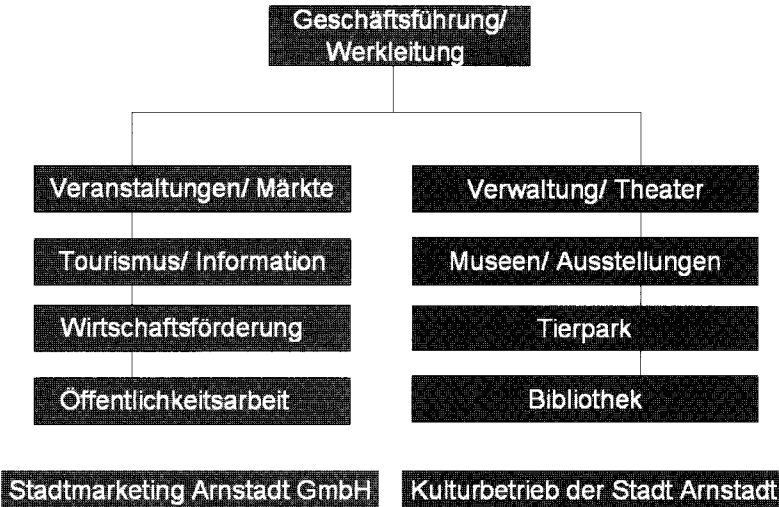 Geschäftsführung/
Werkleitung
Veranstaltungen/ Märkte
Verwaltung/ Theater
Tourismus/ Information
Museen/ Ausstellungen
Wirtschaftsförderung
Tierpark
Öffentlichkeitsarbeit
Bibliothek
Stadtmarketing Arnstadt GmbH
Kulturbetrieb der Stadt Arnstadt